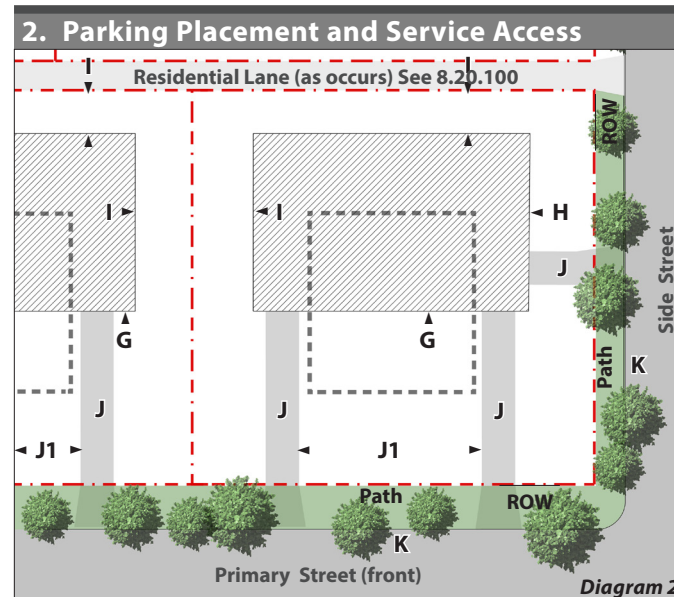 2. Parking Placement and Service Access
I
I
Residential Lane (as occurs) See 8.20.100
ROW
I
I
H
J
Side Street
G
G
Path
K
J
J
J1
J1
Path
ROW
K
Primary Street (front)
Diagram 2